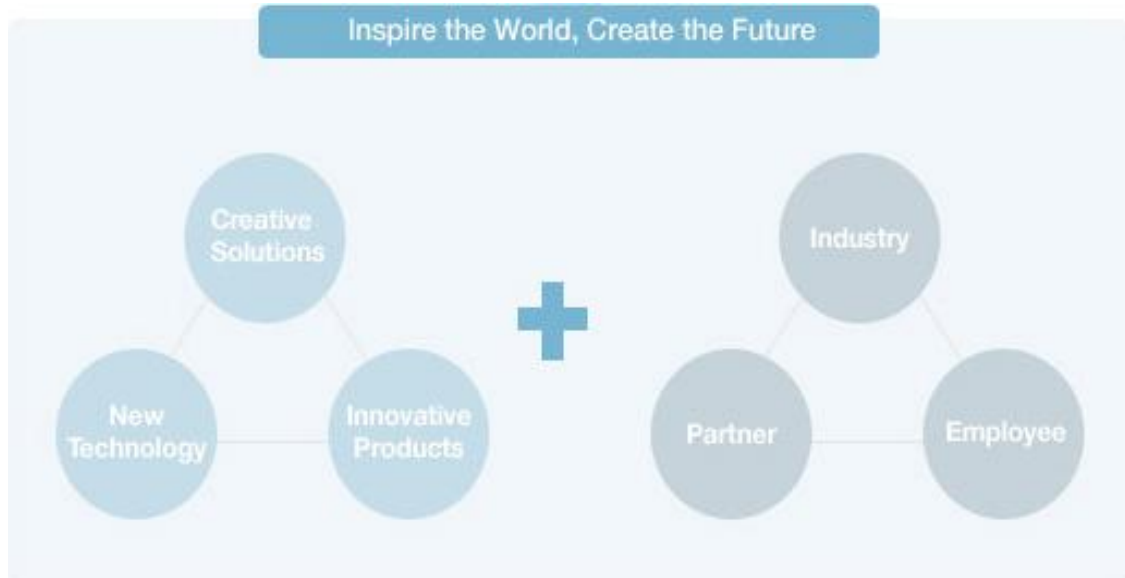 Inspire the World, Create the Future
Creative
Solutions
New
Technology
Innovative
Products
Industry
Partner
Employee